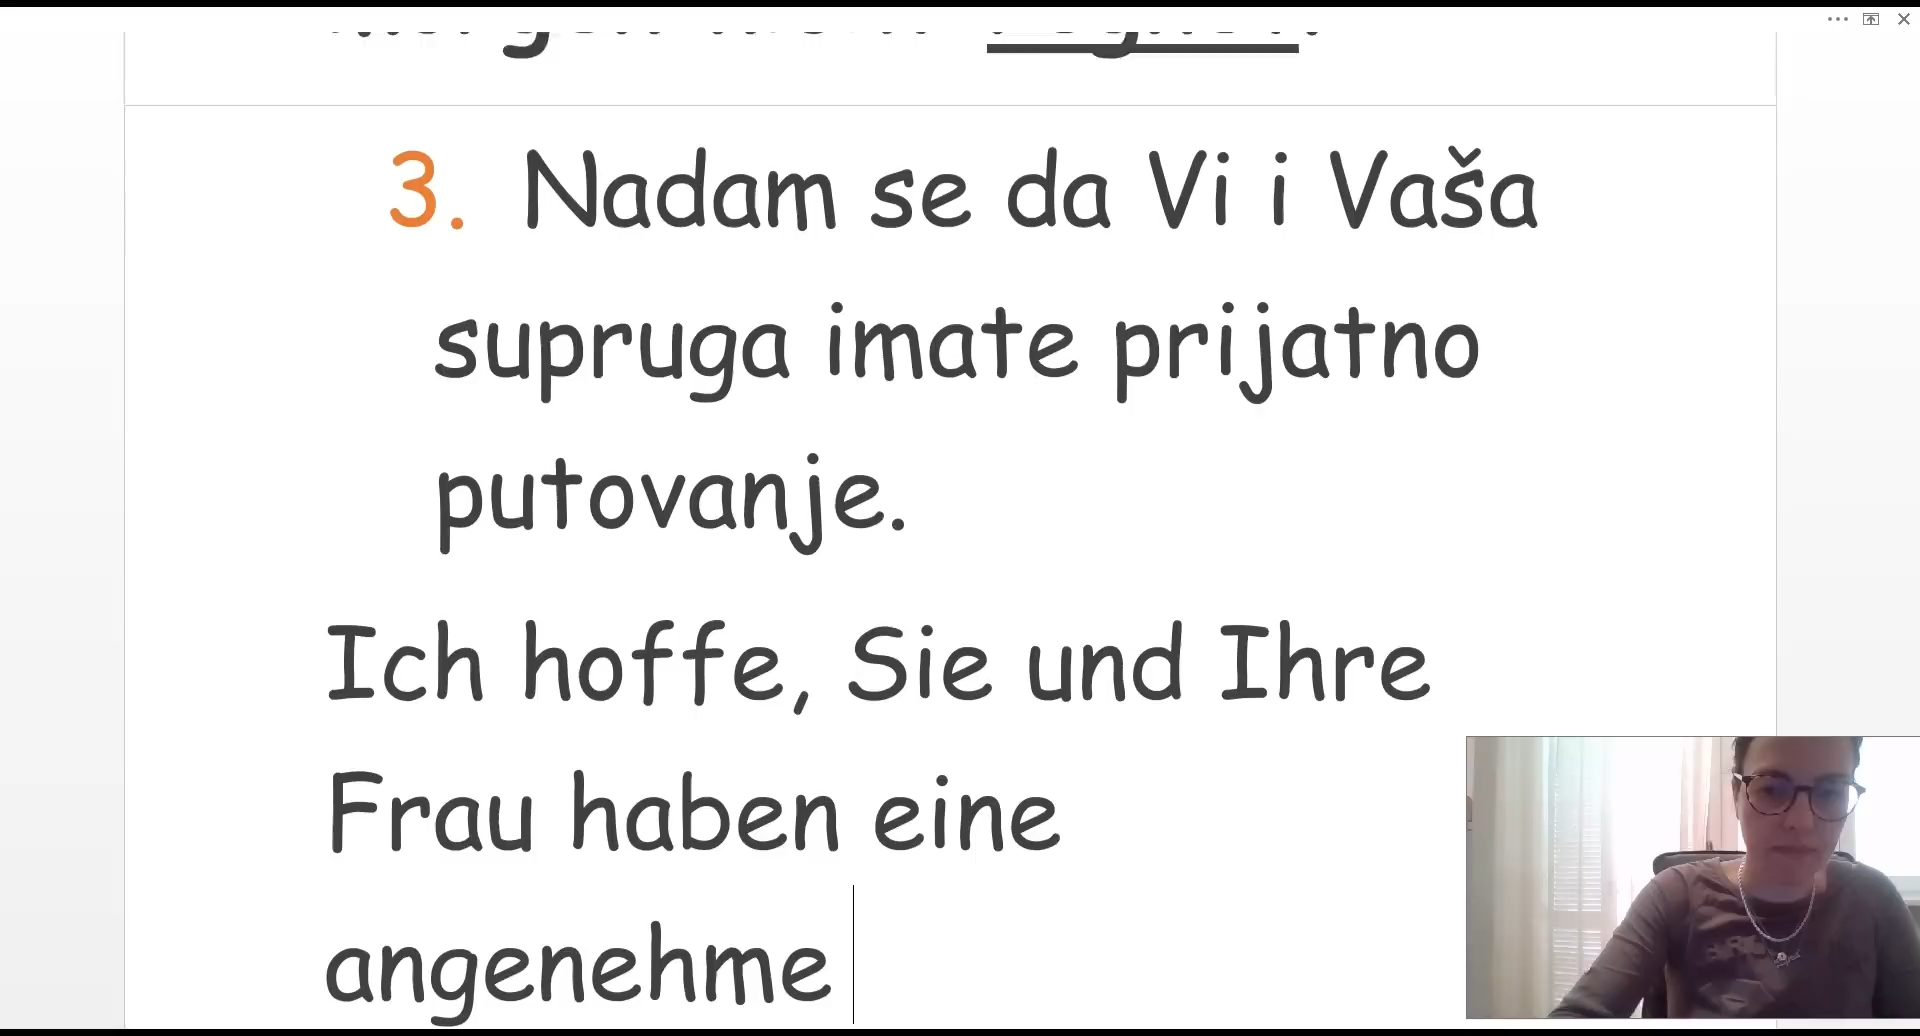 3. Nadam se da Vi i Vaša
supruga imate prijatno
putovanje.
Ich hoffe, Sie und Ihre
Frau haben eine
angenehme